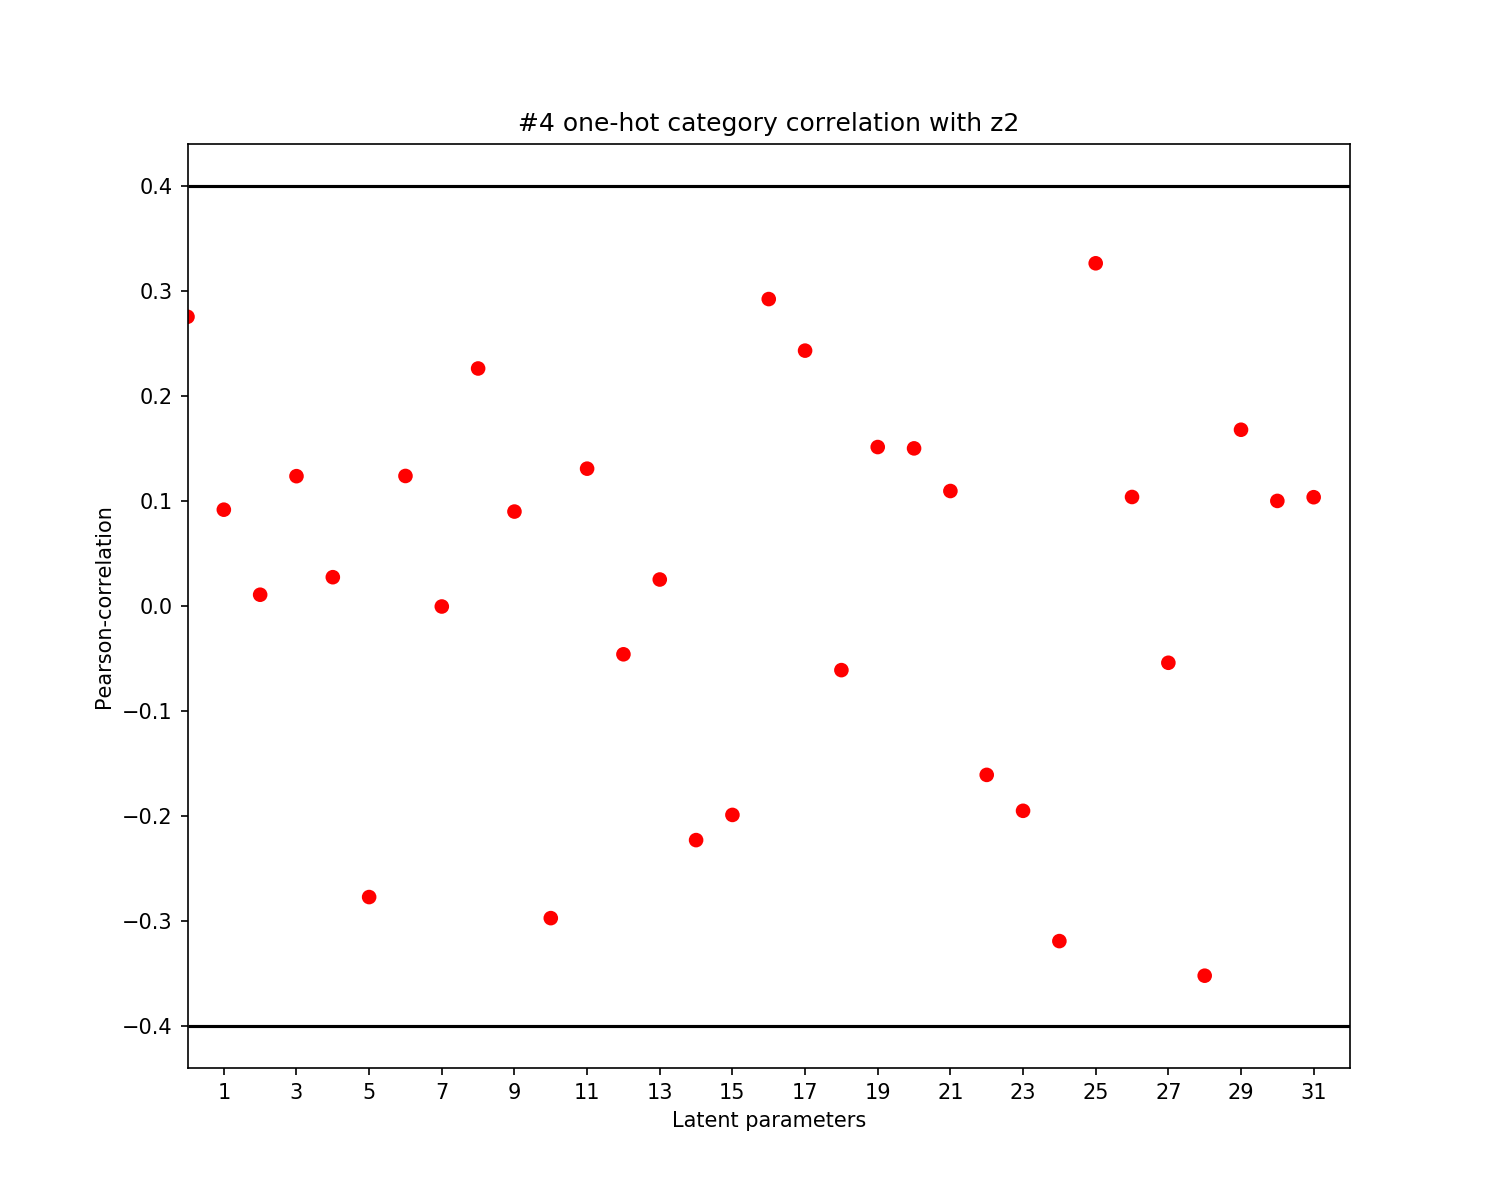 #4 one-hot category correlation with z2
0.4
0.3
0.2
0.1
0.0
−0.1
−0.2
−0.3
−0.4
Pearson-correlation
1 3 5 7 9 11 13 15 17 19 21 23 25 27 29 31
Latent parameters